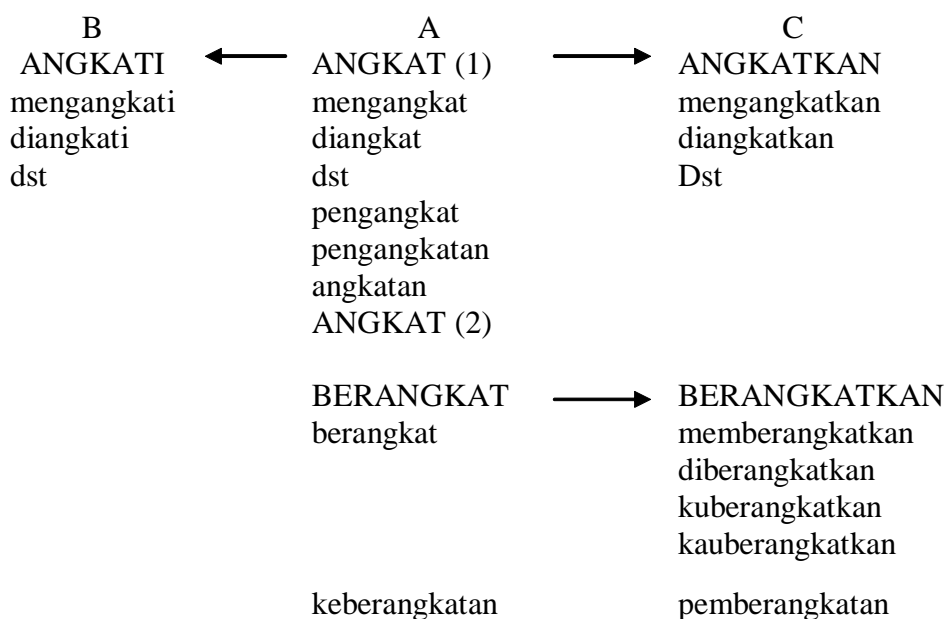 B A C
ANGKATI ANGKAT (1) ANGKATKAN
mengangkati mengangkat mengangkatkan
diangkati diangkat diangkatkan
dst dst Dst
pengangkat
pengangkatan
angkatan
ANGKAT (2)
BERANGKAT BERANGKATKAN
berangkat memberangkatkan
diberangkatkan
kuberangkatkan
kauberangkatkan
keberangkatan pemberangkatan